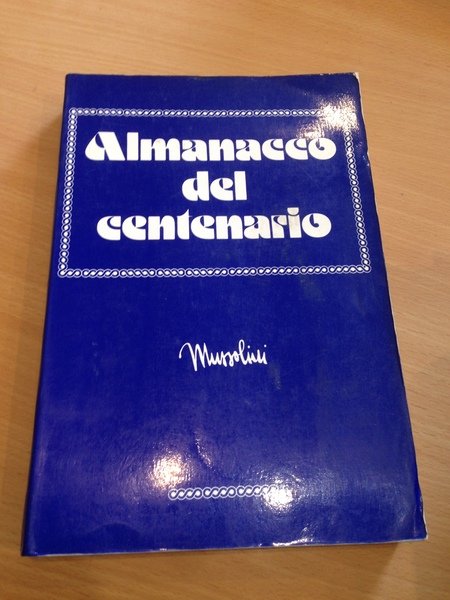 Almanacco
del
centenario
Mussolini